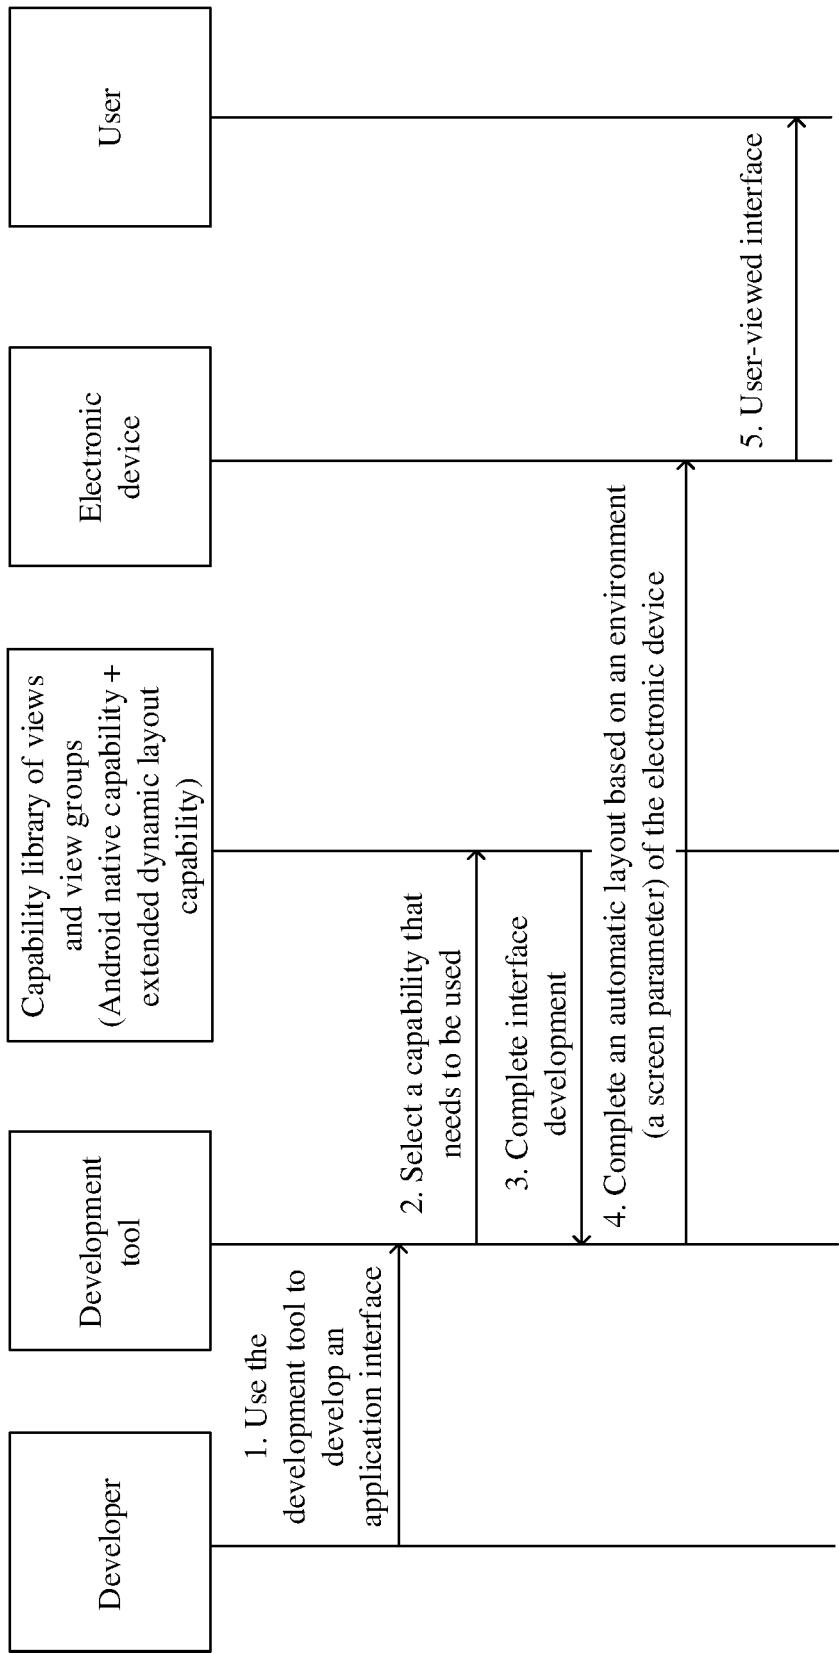 Developer
Development
tool
Capability library of views
and view groups
(Android native capability +
extended dynamic layout
capability)
Electronic
device
User
1. Use the
development tool to
develop an
application interface
2. Select a capability that
needs to be used
3. Complete interface
development
4. Complete an automatic layout based on an environment
(a screen parameter) of the electronic device
5. User-viewed interface